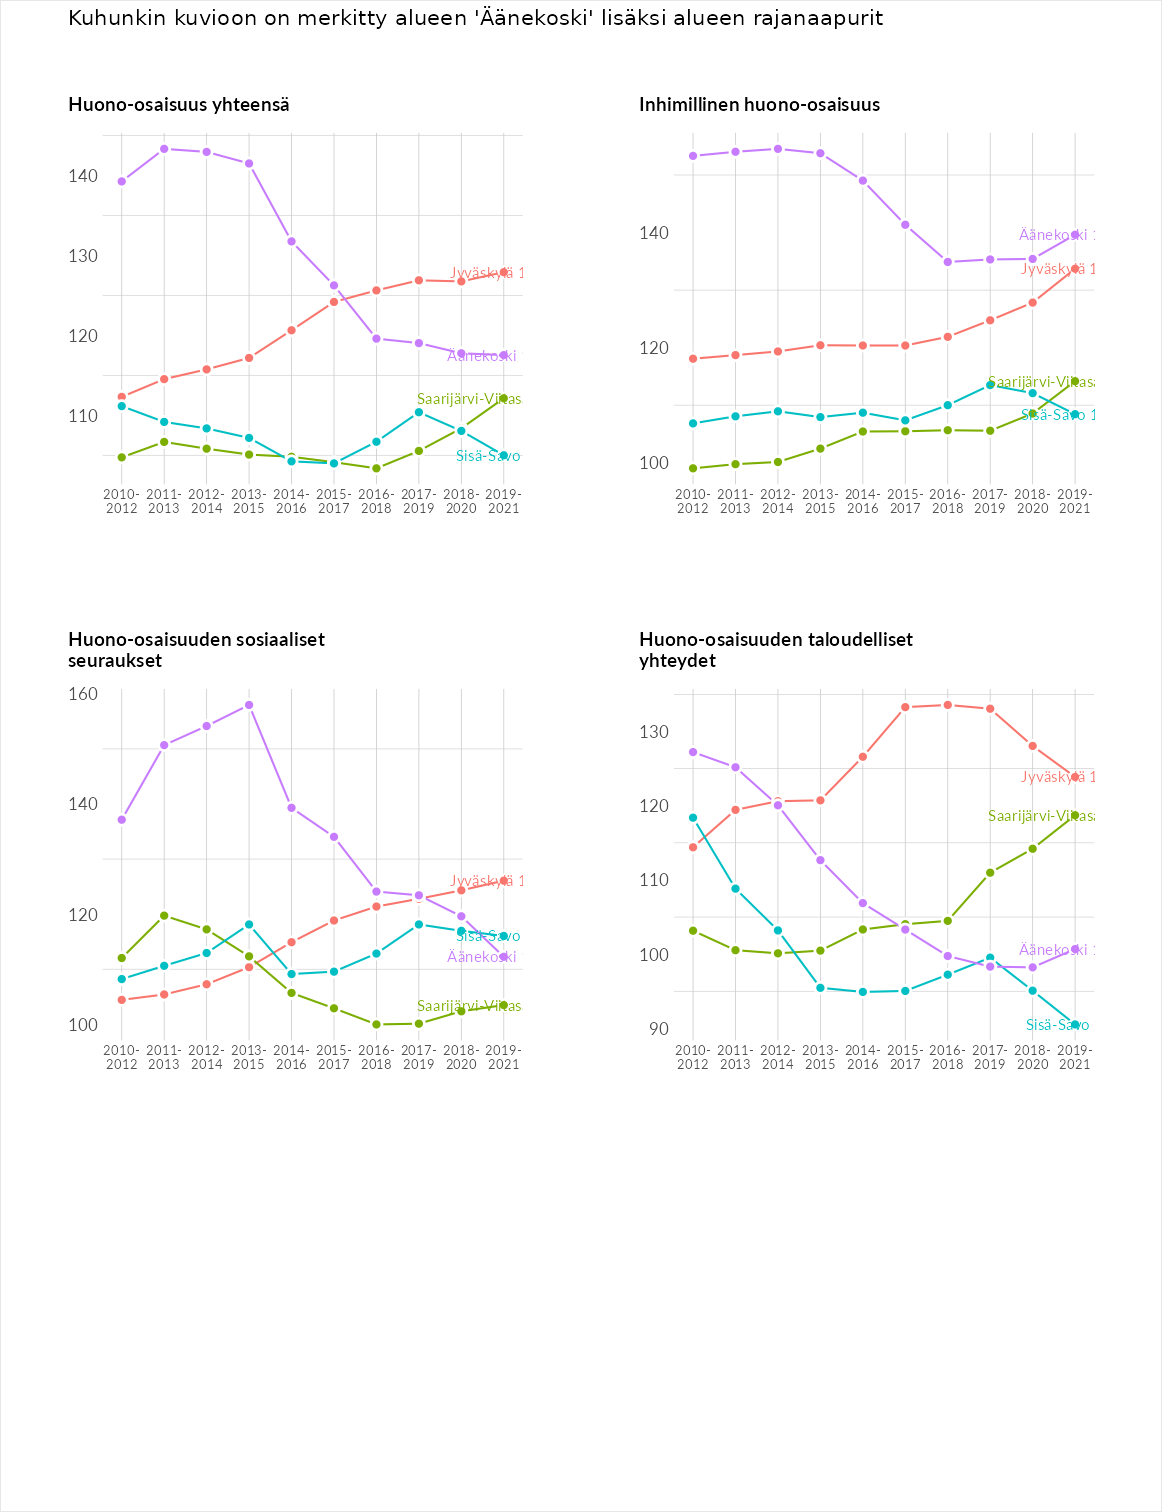 Kuhunkin kuvioon on merkitty alueen 'Äänekoski' lisäksi alueen rajanaapurit
Huono-osaisuus yhteensä
140
130
120
110
Jyväskylä 1
Äänekoski
Saarijärvi-Viitas
Sisä-Savo
2010- 2011- 2012- 2013- 2014- 2015- 2016- 2017- 2018- 2019-
2012 2013 2014 2015 2016 2017 2018 2019 2020 2021
Inhimillinen huono-osaisuus
140
120
100
Äänekoski 1
Jyväskylä 1
Saarijärvi-Viitasa
Sisä-Savo 1
2010- 2011- 2012- 2013- 2014- 2015- 2016- 2017- 2018- 2019-
2012 2013 2014 2015 2016 2017 2018 2019 2020 2021
Huono-osaisuuden sosiaaliset
seuraukset
160
140
120
100
Jyväskylä 1
Sisä-Savo
Äänekoski
Saarijärvi-Viitas
2010- 2011- 2012- 2013- 2014- 2015- 2016- 2017- 2018- 2019-
2012 2013 2014 2015 2016 2017 2018 2019 2020 2021
Huono-osaisuuden taloudelliset
yhteydet
130
120
110
100
90
Jyväskylä 1
Saarijärvi-Viitasa
Äänekoski 1
Sisä-Savo
2010- 2011- 2012- 2013- 2014- 2015- 2016- 2017- 2018- 2019-
2012 2013 2014 2015 2016 2017 2018 2019 2020 2021